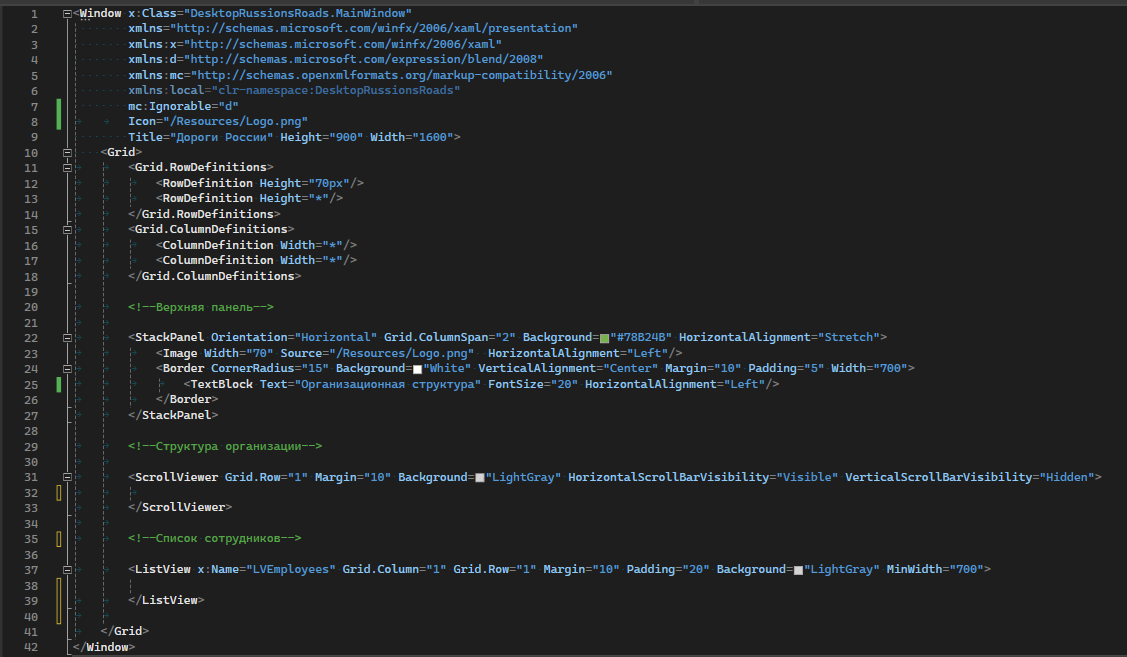 1 <Window x:Class="DesktopRussionsRoads.MainWindow"
2 xmlns="http://schemas.microsoft.com/winfx/2006/xaml/presentation"
3 xmlns:x="http://schemas.microsoft.com/winfx/2006/xaml"
4 xmlns:d="http://schemas.microsoft.com/expression/blend/2008"
5 xmlns:mc="http://schemas.openxmlformats.org/markup-compatibility/2006"
6 xmlns:local="clr-namespace:DesktopRussionsRoads"
7 mc:Ignorable="d"
8 Icon="/Resources/Logo.png"
9 Title="Дороги России" Height="900" Width="1600">
10 <Grid>
11 <Grid.RowDefinitions>
12 <RowDefinition Height="70px"/>
13 <RowDefinition Height="*"/>
14 </Grid.RowDefinitions>
15 <Grid.ColumnDefinitions>
16 <ColumnDefinition Width="*"/>
17 <ColumnDefinition Width="*"/>
18 </Grid.ColumnDefinitions>
19
20 <!--Верхняя панель-->
21
22 <StackPanel Orientation="Horizontal" Grid.ColumnSpan="2" Background="#78B24B" HorizontalAlignment="Stretch">
23 <Image Width="70" Source="/Resources/Logo.png" HorizontalAlignment="Left"/>
24 <Border CornerRadius="15" Background="White" VerticalAlignment="Center" Margin="10" Padding="5" Width="700">
25 <TextBlock Text="Организационная структура" FontSize="20" HorizontalAlignment="Left"/>
26 </Border>
27 </StackPanel>
28
29 <!--Структура организации-->
30
31 <ScrollViewer Grid.Row="1" Margin="10" Background="LightGray" HorizontalScrollBarVisibility="Visible" VerticalScrollBarVisibility="Hidden">
32
33 </ScrollViewer>
34
35 <!--Список сотрудников-->
36
37 <ListView x:Name="LVEmployees" Grid.Column="1" Grid.Row="1" Margin="10" Padding="20" Background="LightGray" MinWidth="700">
38
39 </ListView>
40
41 </Grid>
42 </Window>